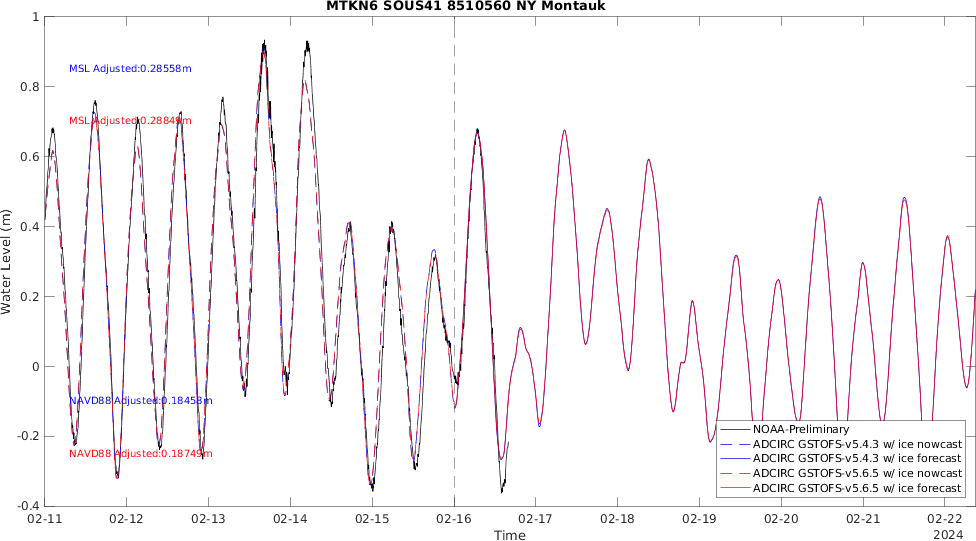 MTKN6 SOUS41 8510560 NY Montauk
1
0.8
0.6
0.4
0.2
0
-0.2
-0.4
Water Level (m)
MSL Adjusted:0.28558m
MSL Adjusted:0.28849m
NAVD88 Adjusted:0.18458m
NAVD88 Adjusted:0.18749m
NOAA-Preliminary
ADCIRC GSTOFS-v5.4.3 w/ ice nowcast
ADCIRC GSTOFS-v5.4.3 w/ ice forecast
ADCIRC GSTOFS-v5.6.5 w/ ice nowcast
ADCIRC GSTOFS-v5.6.5 w/ ice forecast
02-11 02-12 02-13 02-14 02-15 02-16 02-17 02-18 02-19 02-20 02-21 02-22
Time
2024